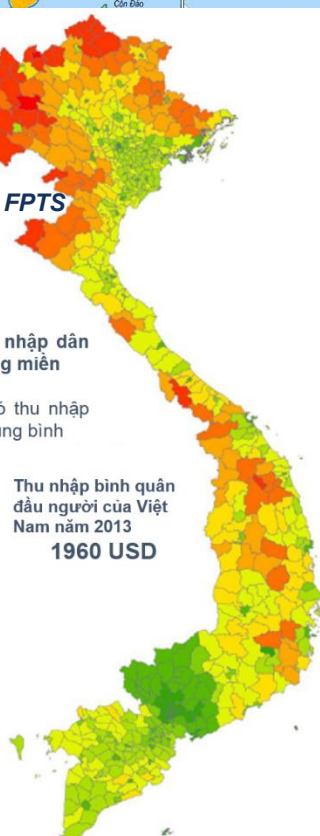 Côn Đảo
FPTS
nhập dân
g miền
ó thu nhập
ung bình
Thu nhập bình quân
đầu người của Việt
Nam năm 2013
1960 USD